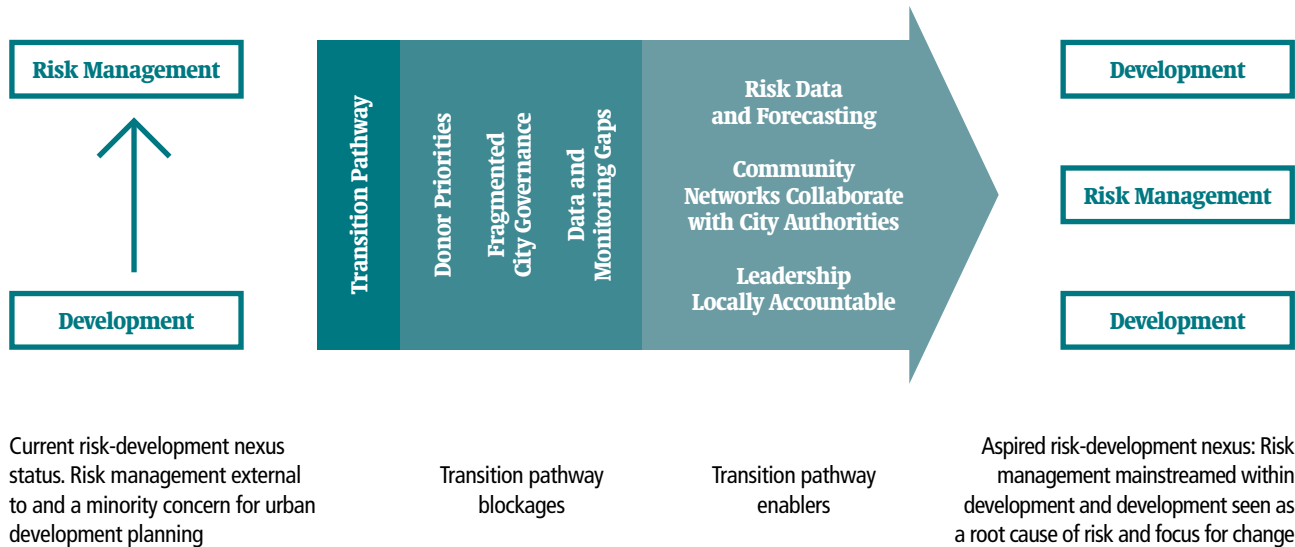 Risk Management
Development
Transition Pathway
Donor Priorities
Fragmented
City Governance
Data and
Monitoring Gaps
Risk Data
and Forecasting
Community
Networks Collaborate
with City Authorities
Leadership
Locally Accountable
Development
Risk Management
Development
Current risk-development nexus
status. Risk management external
to and a minority concern for urban
development planning
Transition pathway
blockages
Transition pathway
enablers
Aspired risk-development nexus: Risk
management mainstreamed within
development and development seen as
a root cause of risk and focus for change